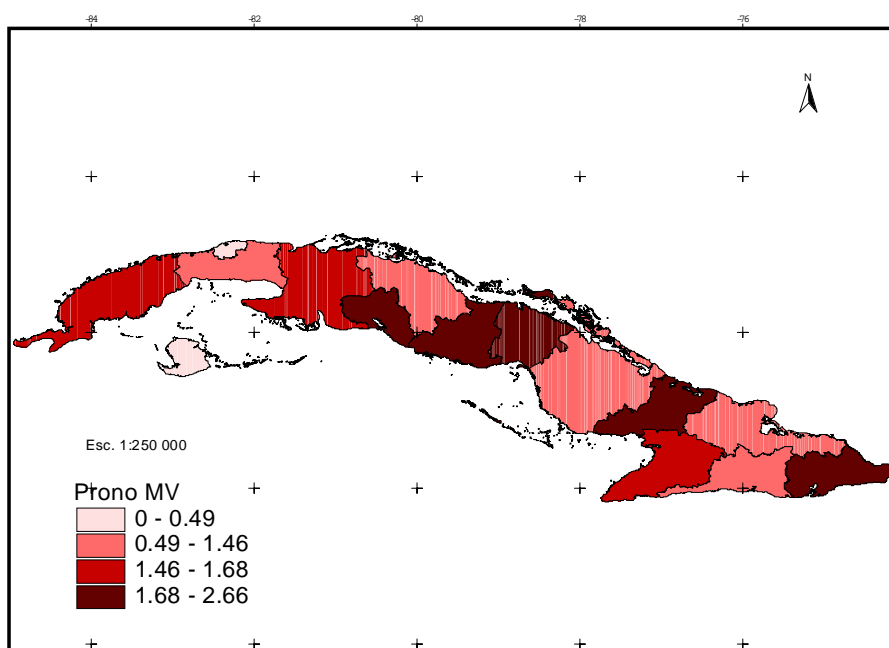 -84 -82 -80 -78 -76
N
Esc. 1:250 000
Prono MV
0 - 0.49
0.49 - 1.46
1.46 - 1.68
1.68 - 2.66